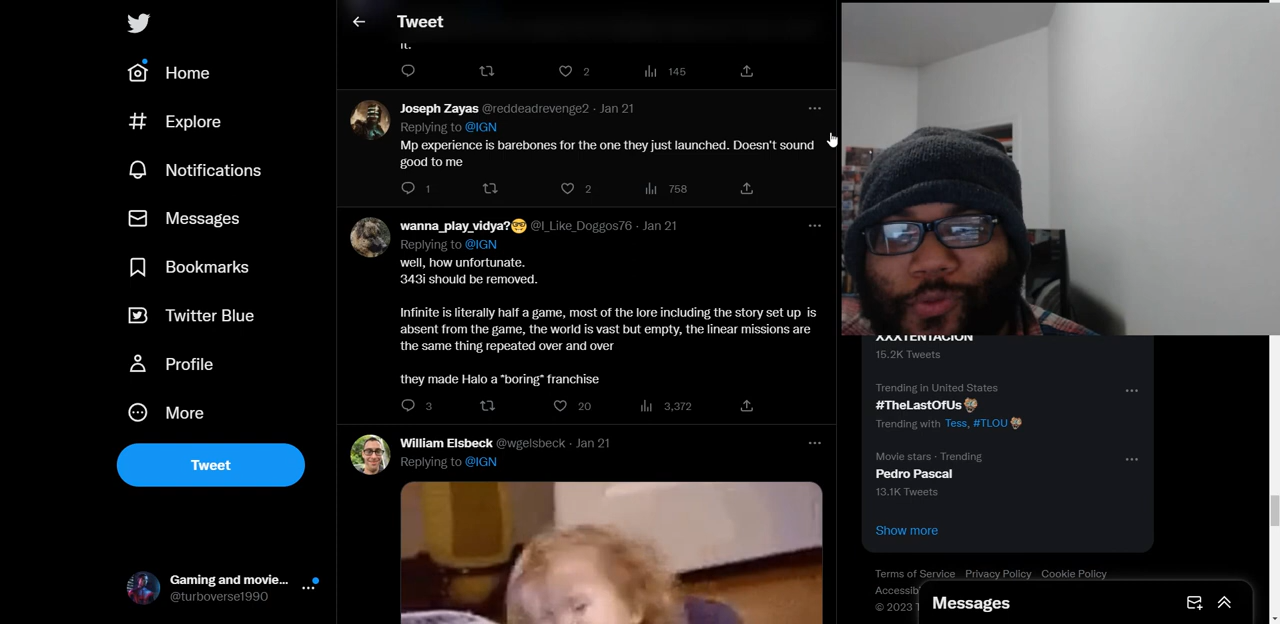 Tweet
it.
2
145
Home
Explore
Notifications
Messages
Bookmarks
Twitter Blue
Profile
More
Tweet
Gaming and movie...
@turboverse1990
Joseph Zayas @reddeadrevenge2 · Jan 21
Replying to @IGN
Mp experience is barebones for the one they just launched. Doesn't sound
good to me
1
2
758
wanna_play_vidya?🤓 @I_Like_Doggos76 · Jan 21
Replying to @IGN
well, how unfortunate.
343i should be removed.
Infinite is literally half a game, most of the lore including the story set up is
absent from the game, the world is vast but empty, the linear missions are
the same thing repeated over and over
they made Halo a *boring* franchise
3
20
3,372
William Elsbeck @wgelsbeck · Jan 21
Replying to @IGN
XXXTENTACION
15.2K Tweets
Trending in United States
#TheLastOfUs
Trending with Tess, #TLOU
Movie stars · Trending
Pedro Pascal
13.1K Tweets
Show more
Terms of Service Privacy Policy Cookie Policy
© 2023
Messages